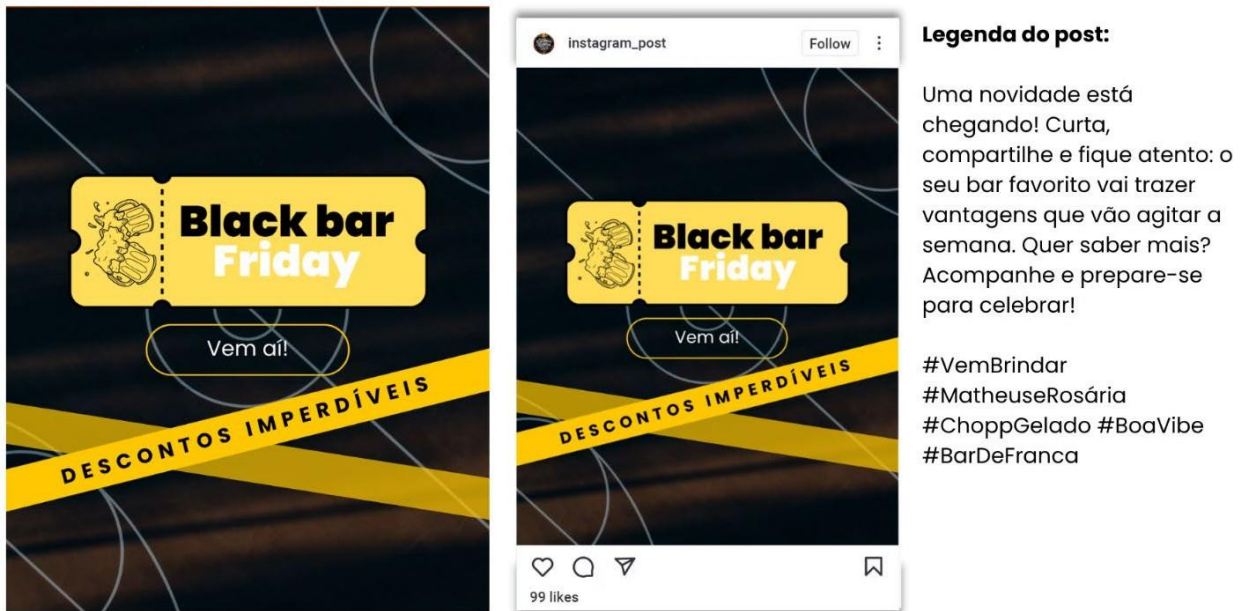 Black bar
Friday
Vem aí!
DESCONTOS IMPERDÍVEIS
instagram_post
Follow
Black bar
Friday
Vem aí!
DESCONTOS IMPERDÍVEIS
99 likes
Legenda do post:
Uma novidade está
chegando! Curta,
compartilhe e fique atento: o
seu bar favorito vai trazer
vantagens que vão agitar a
semana. Quer saber mais?
Acompanhe e prepare-se
para celebrar!
#VemBrindar
#MatheuseRosária
#ChoppGelado #BoaVibe
#BarDeFranca